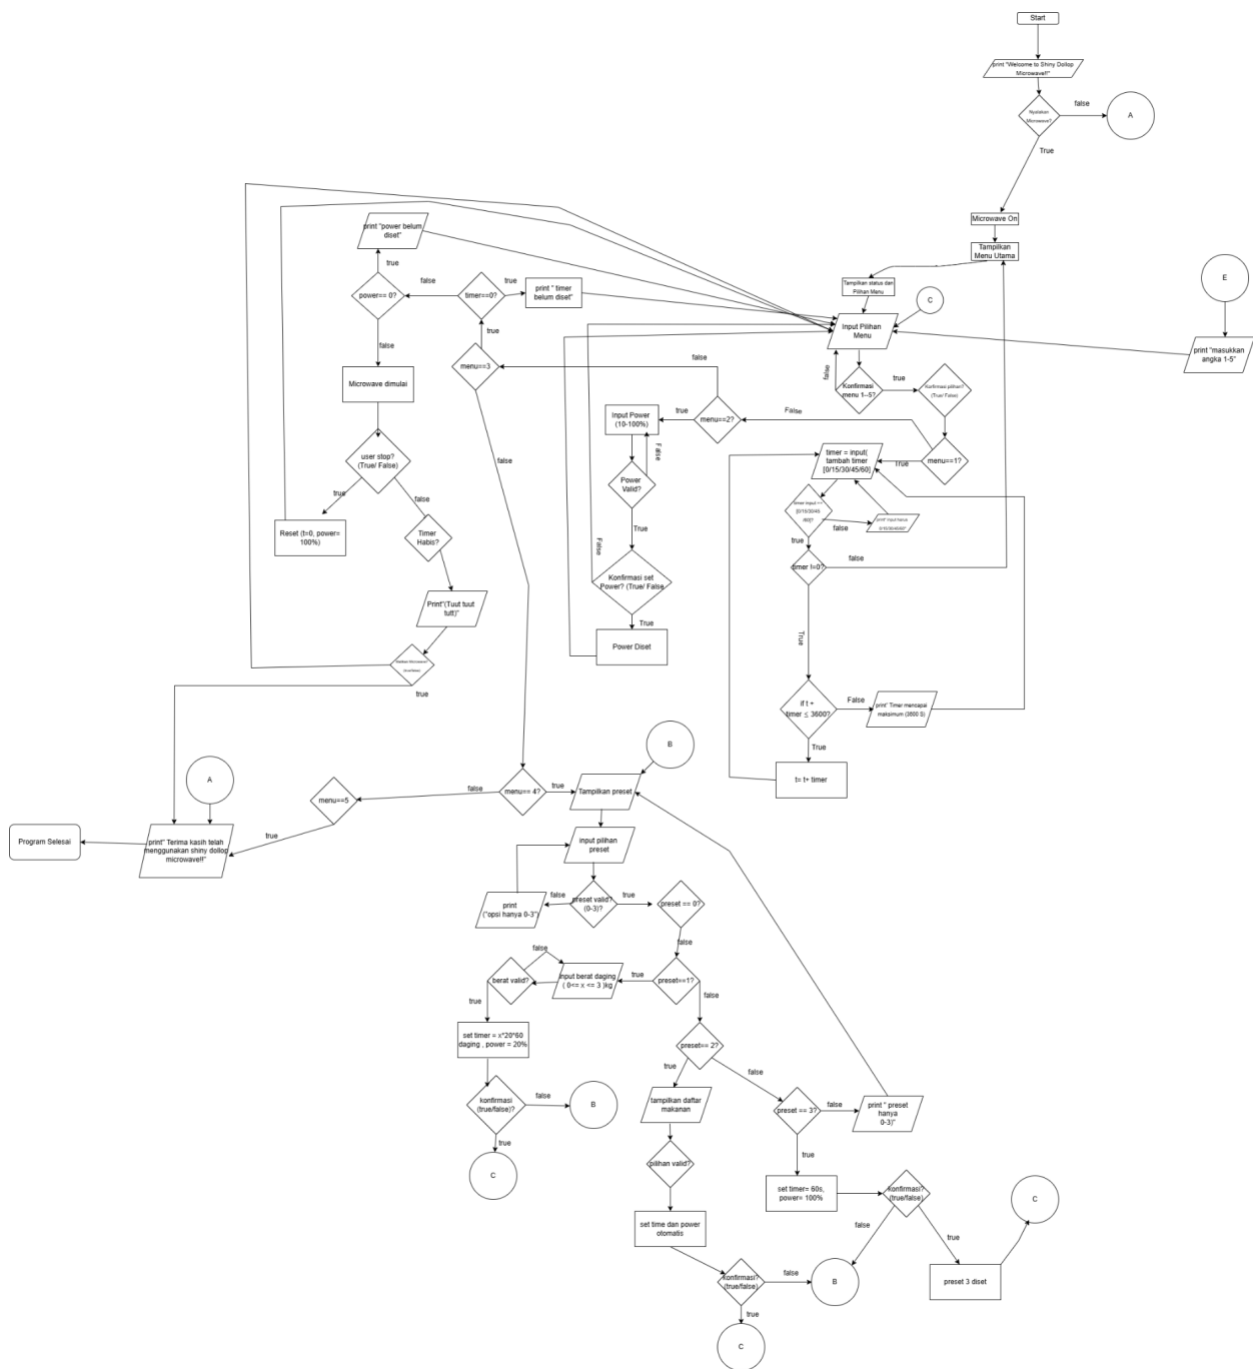 Start
print "Welcome to Shiny Dollop
Microwave!!"
Nyalakan
Microwave?
false
A
True
Microwave On
Tampilkan
Menu Utama
E
Tampilkan status dan
Pilihan Manu
C
Input Pilihan
Menu
print "masukkan
angka 1-5"
print "power belum
diset"
true
power== 0?
false
timer==0?
true
print " timer
belum diset"
true
false
false
menu==3
Microwave dimulai
false
Konfirmasi
menu 1--5?
true
Konfirmasi pilihan?
(True/ False)
Input Power
(10-100%)
true
menu==2?
False
menu==1?
True
False
Power
Valid?
True
timer = input(
tambah timer
[0/15/30/45/60]
timer input ==
[0/15/30/45
/60]?
false
true
user stop?
(True/ False)
true
false
false
Reset (t=0, power=
100%)
Timer
Habis?
False
Konfirmasi set
Power? (True/ False
True
timer !=0?
false
True
Print"(Tuut tuut
tutt)"
Power Diset
true
if t +
timer ≤ 3600?
False
print" Timer mencapai
maksimum (3600 S)
True
t= t+ timer
B
A
menu==5
false
menu== 4?
true
Tampilkan preset
Program Selesai
print" Terima kasih telah
menggunakan shiny dollop
microwave!!"
true
input pilihan
preset
print
("opsi hanya 0-3")
false
preset valid?
(0-3)?
true
preset == 0?
false
false
berat valid?
input berat daging
( 0<= x <= 3 )kg
true
preset==1?
true
false
set timer = x*20*60
daging , power = 20%
preset== 2?
true
false
konfirmasi
(true/false)?
false
B
tampilkan daftar
makanan
preset == 3?
false
print " preset
hanya
0-3)"
true
C
pilihan valid?
true
set timer= 60s,
power= 100%
konfirmasi?
(true/false)
C
set time dan power
otomatis
false
true
konfirmasi?
(true/false)
false
B
preset 3 diset
true
C